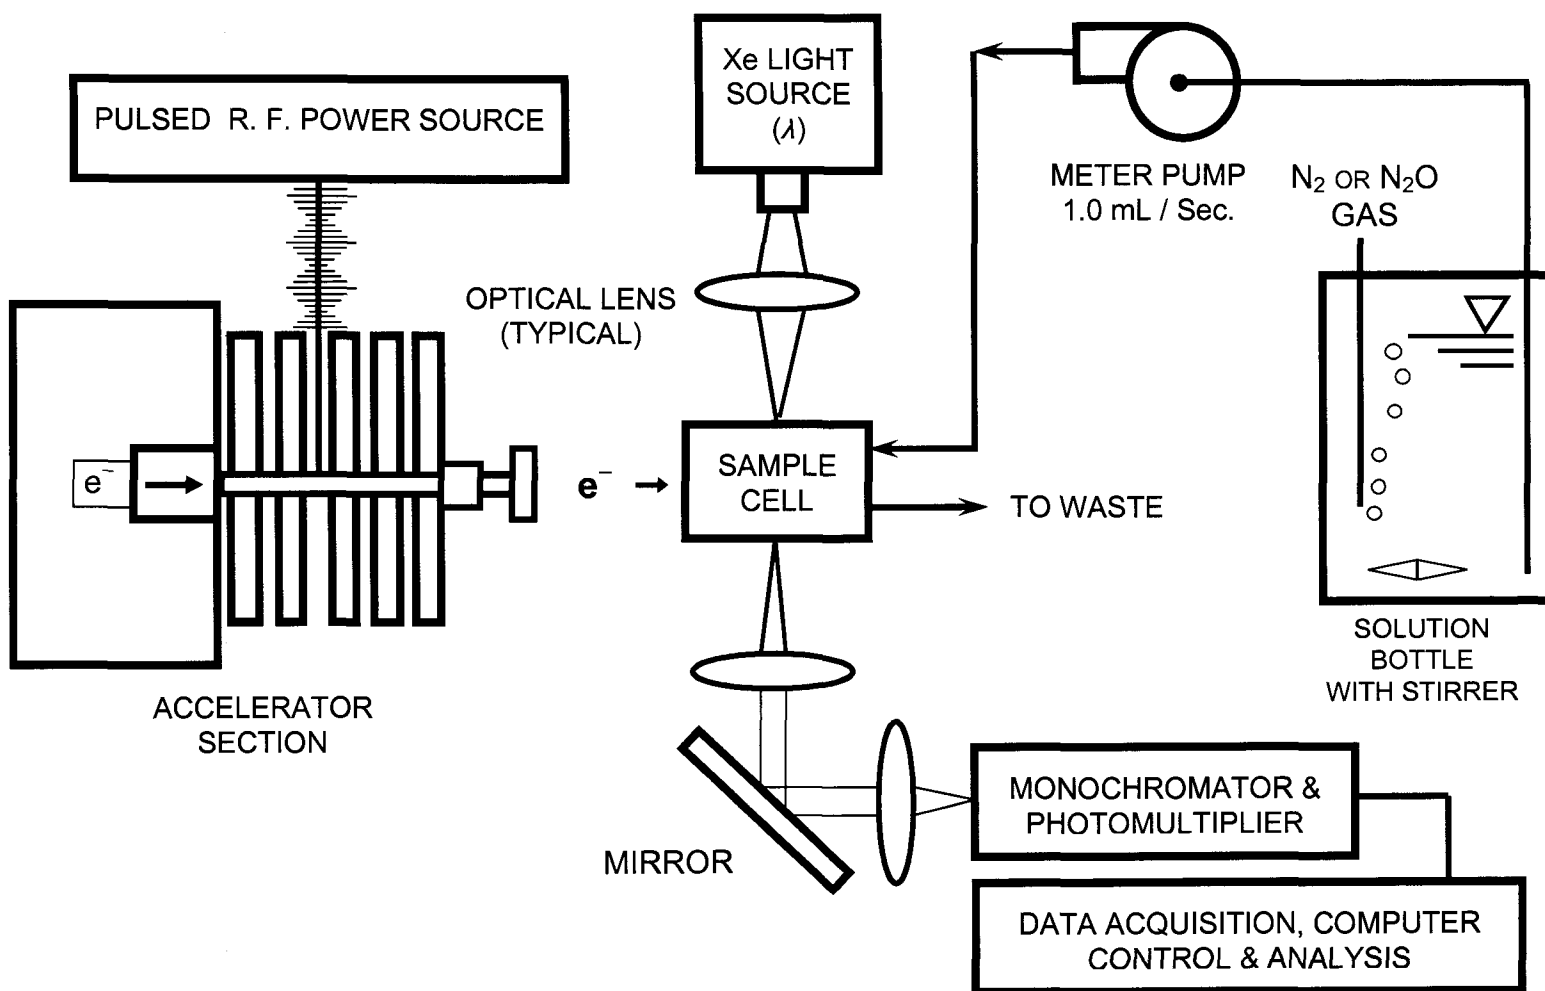 PULSED R. F. POWER SOURCE
Xe LIGHT
SOURCE
(λ)
METER PUMP
1.0 mL / Sec.
N₂ OR N₂O
GAS
OPTICAL LENS
(TYPICAL)
e⁻
e⁻
SAMPLE
CELL
TO WASTE
SOLUTION
BOTTLE
WITH STIRRER
ACCELERATOR
SECTION
MIRROR
MONOCHROMATOR &
PHOTOMULTIPLIER
DATA ACQUISITION, COMPUTER
CONTROL & ANALYSIS